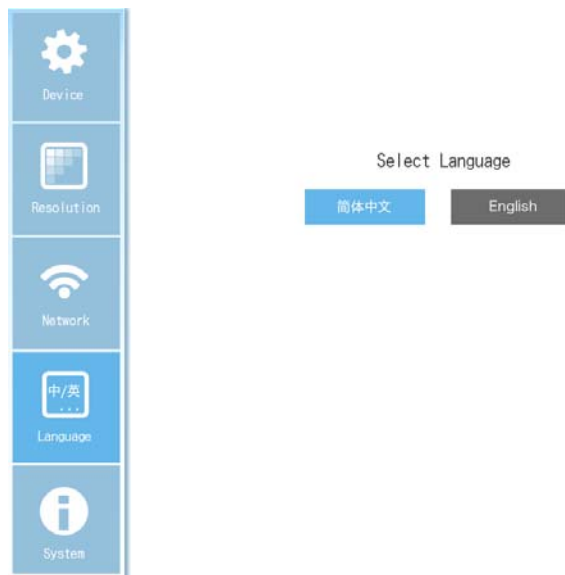 Device
Resolution
Network
中/英
...
Language
System
Select Language
简体中文
English